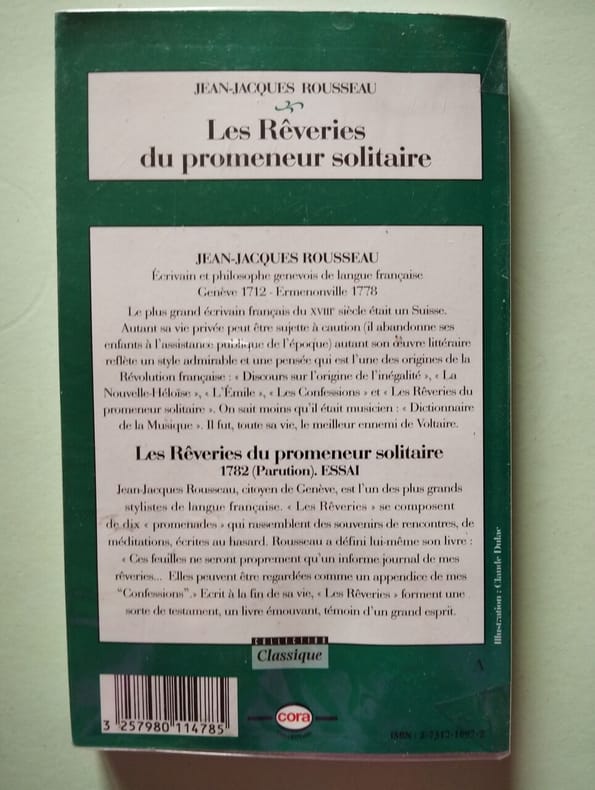 JEAN-JACQUES ROUSSEAU
Les Rêveries
du promeneur solitaire
JEAN-JACQUES ROUSSEAU
Écrivain et philosophe genevois de langue française
Genève 1712 - Ermenonville 1778
Le plus grand écrivain français du XVIIIᵉ siècle était un Suisse.
Autant sa vie privée peut être sujette à caution (il abandonne ses
enfants à l'assistance publique de l'époque) autant son œuvre littéraire
reflète un style admirable et une pensée qui est l'une des origines de la
Révolution française : « Discours sur l'origine de l'inégalité », « La
Nouvelle-Héloïse », « L'Émile », « Les Confessions » et « Les Rêveries du
promeneur solitaire ». On sait moins qu'il était musicien : « Dictionnaire
de la Musique ». Il fut, toute sa vie, le meilleur ennemi de Voltaire.
Les Rêveries du promeneur solitaire
1782 (Parution). ESSAI
Jean-Jacques Rousseau, citoyen de Genève, est l'un des plus grands
stylistes de langue française. « Les Rêveries » se composent
de dix « promenades » qui rassemblent des souvenirs de rencontres, de
méditations, écrites au hasard. Rousseau a défini lui-même son livre :
« Ces feuilles ne seront proprement qu'un informe journal de mes
rêveries... Elles peuvent être regardées comme un appendice de mes
“Confessions”.» Ecrit à la fin de sa vie, « Les Rêveries » forment une
sorte de testament, un livre émouvant, témoin d'un grand esprit.
Illustration : Claude Dulac
COLLECTION
Classique
A
3 257980 114785
cora
ISBN :